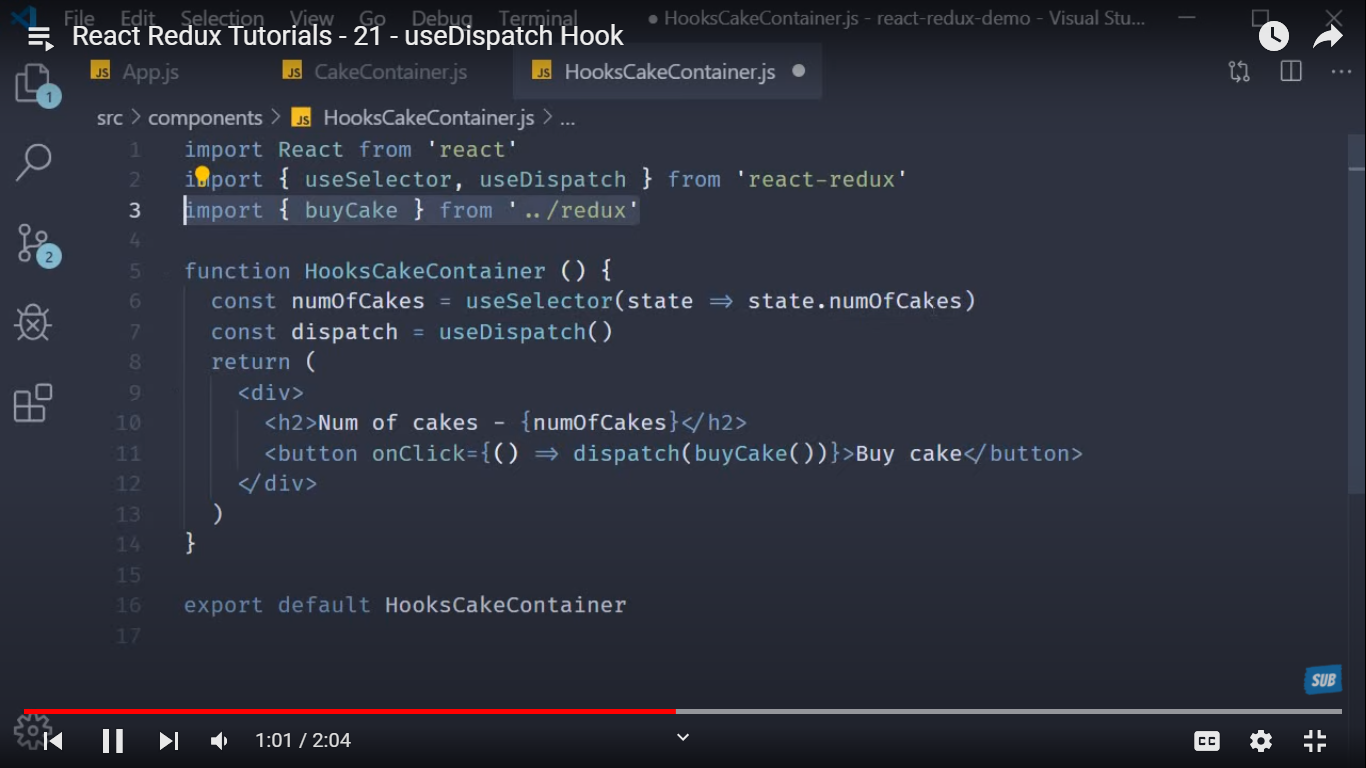 File Edit Selection View Go Debug Terminal ● HooksCakeContainer.js - react-redux-demo - Visual Stu...
React Redux Tutorials - 21 - useDispatch Hook
JS App.js JS CakeContainer.js JS HooksCakeContainer.js ●
1
src > components > JS HooksCakeContainer.js > ...
1 import React from 'react'
2 import { useSelector, useDispatch } from 'react-redux'
3 import { buyCake } from '../redux'
4
2
5 function HooksCakeContainer () {
6 const numOfCakes = useSelector(state => state.numOfCakes)
7 const dispatch = useDispatch()
8 return (
9 <div>
10 <h2>Num of cakes - {numOfCakes}</h2>
11 <button onClick={() => dispatch(buyCake())}>Buy cake</button>
12 </div>
13 )
14 }
15
16 export default HooksCakeContainer
17
SUB
1:01 / 2:04
CC